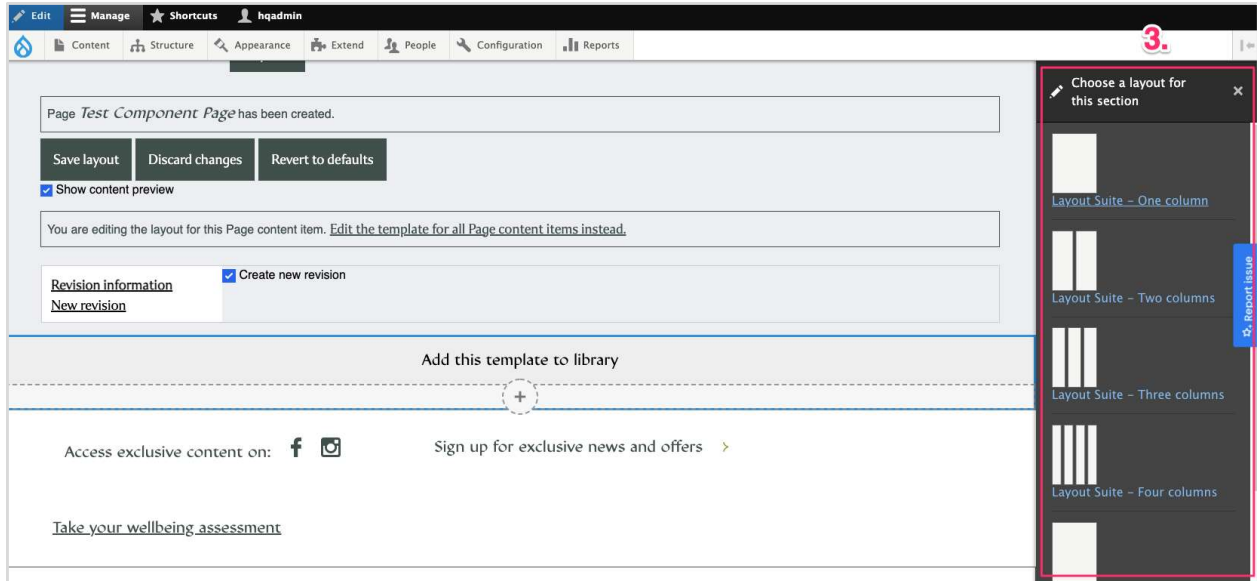 Edit Manage Shortcuts hqadmin
Content Structure Appearance Extend People Configuration Reports
3.
Page Test Component Page has been created.
Save layout Discard changes Revert to defaults
Show content preview
You are editing the layout for this Page content item. Edit the template for all Page content items instead.
Revision information
New revision
Create new revision
Add this template to library
+
Access exclusive content on:
Sign up for exclusive news and offers >
Take your wellbeing assessment
Choose a layout for
this section
Layout Suite – One column
Layout Suite – Two columns
Layout Suite – Three columns
Layout Suite – Four columns
Report issue